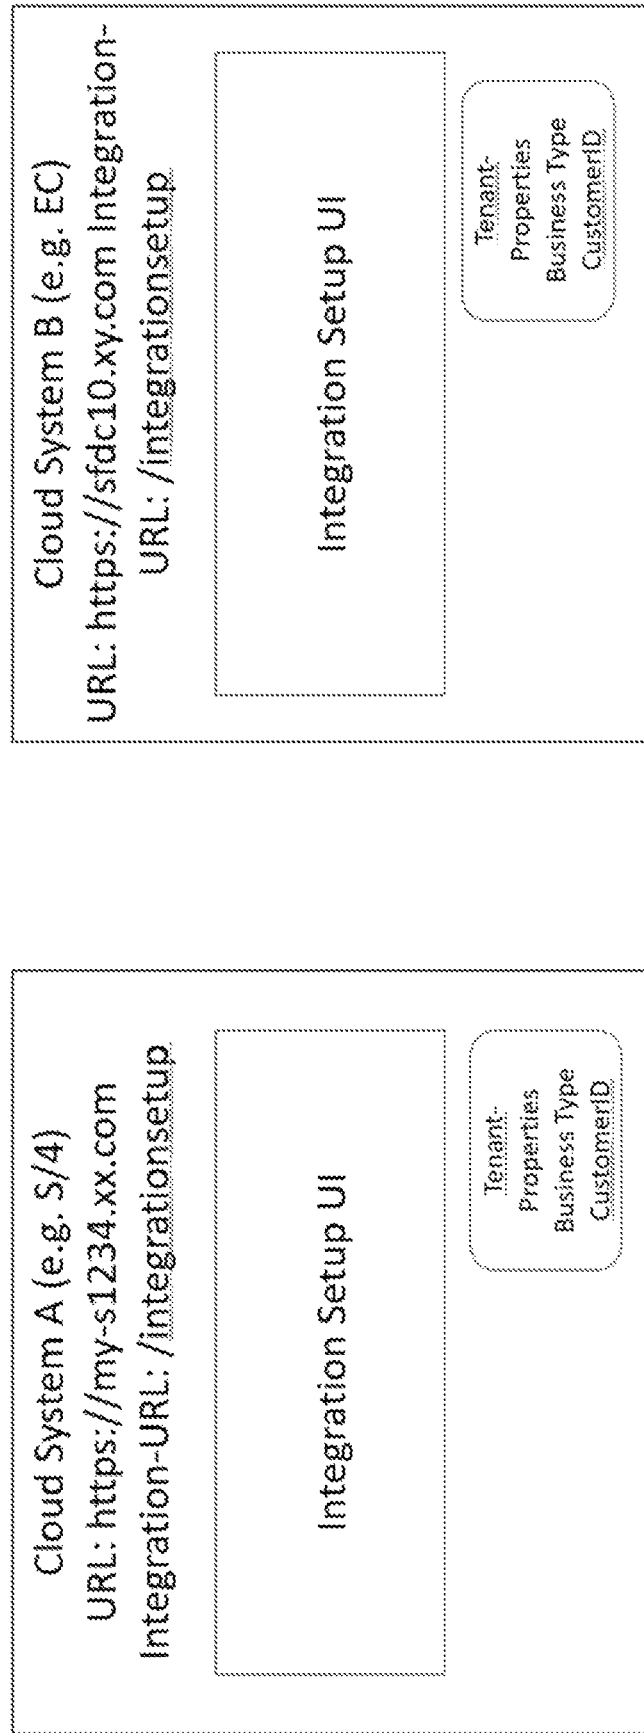 Cloud System A (e.g. S/4)
URL: https://my-s1234.xx.com
Integration-URL: /integrationsetup
Integration Setup UI
Tenant-
Properties
Business Type
CustomerID
Cloud System B (e.g. EC)
URL: https://sfdc10.xy.com Integration-
URL: /integrationsetup
Integration Setup UI
Tenant-
Properties
Business Type
CustomerID